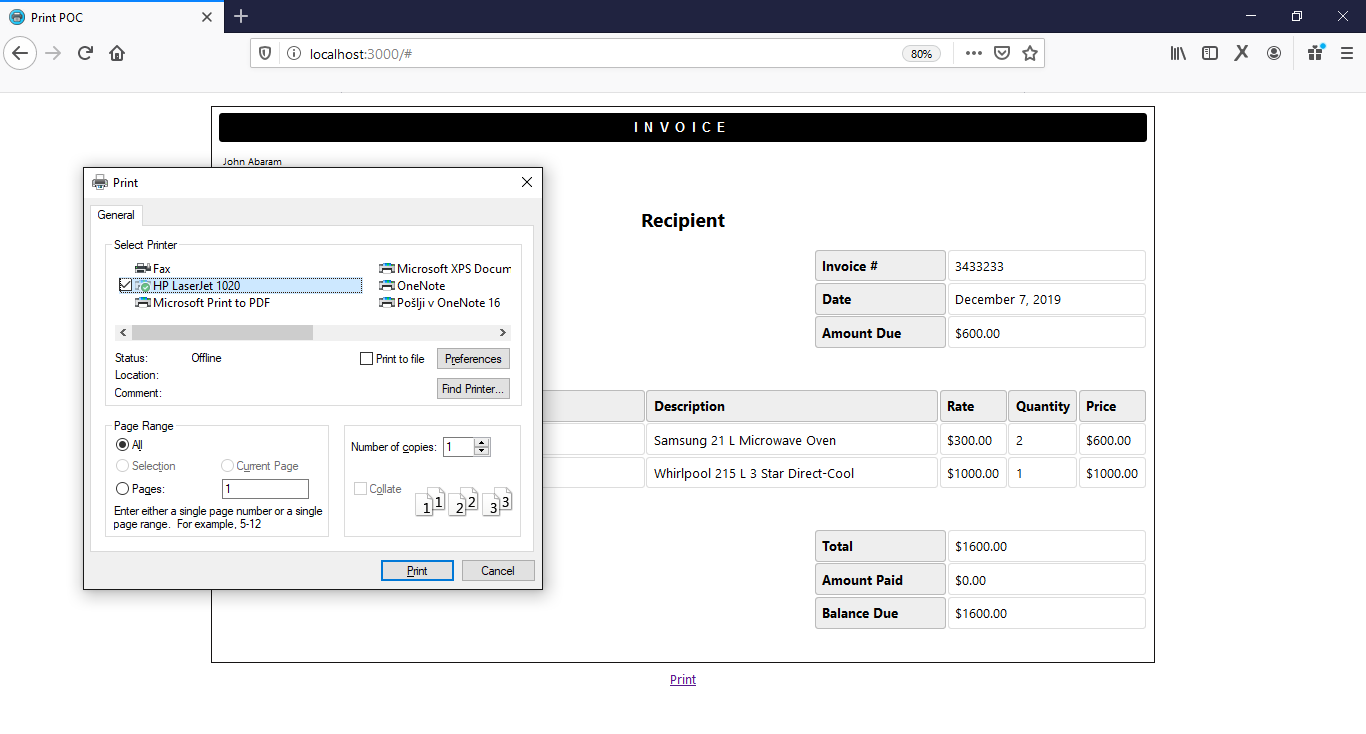 Print POC
localhost:3000/#
80%
INVOICE
John Abaram
Print
General
Select Printer
Fax
Microsoft XPS Docum
HP LaserJet 1020
OneNote
Microsoft Print to PDF
Pošlji v OneNote 16
Status: Offline
Print to file
Preferences
Location:
Comment:
Find Printer...
Page Range
All
Selection
Current Page
Pages: 1
Enter either a single page number or a single
page range. For example, 5-12
Number of copies: 1
Collate
1 1 2 2 3 3
Print
Cancel
Recipient
Invoice # 3433233
Date December 7, 2019
Amount Due $600.00
Description Rate Quantity Price
Samsung 21 L Microwave Oven $300.00 2 $600.00
Whirlpool 215 L 3 Star Direct-Cool $1000.00 1 $1000.00
Total $1600.00
Amount Paid $0.00
Balance Due $1600.00
Print